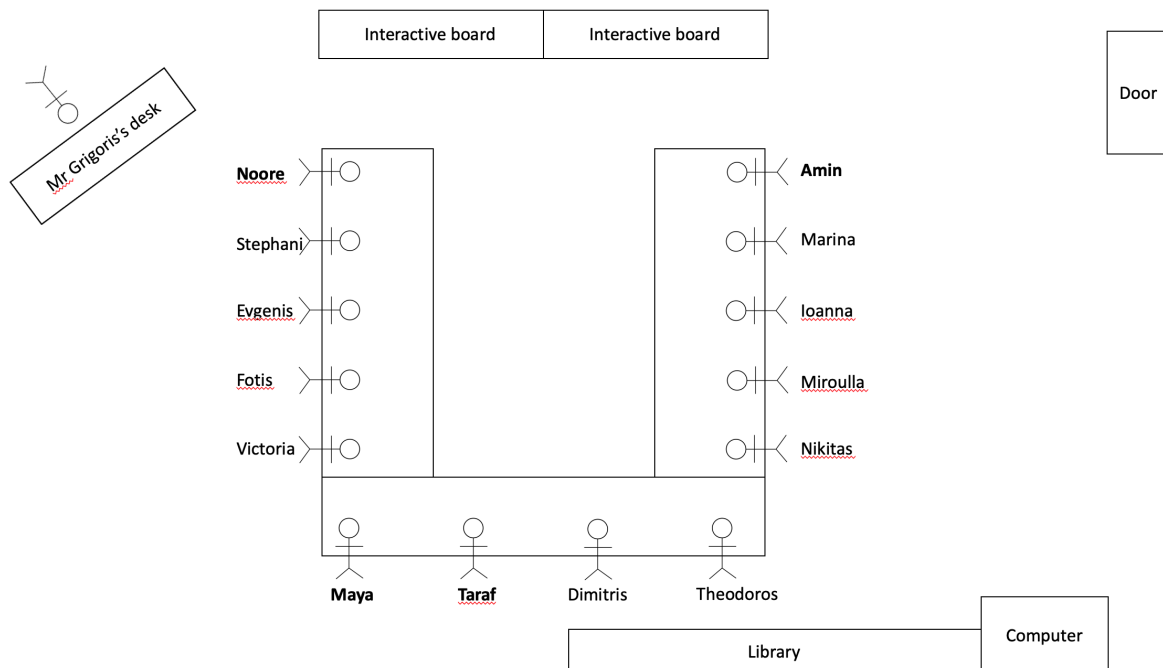 Interactive board
Interactive board
Door
Mr Grigoris's desk
Noore
Amin
Stephani
Marina
Evgenis
Ioanna
Fotis
Miroulla
Victoria
Nikitas
Maya
Taraf
Dimitris
Theodoros
Computer
Library